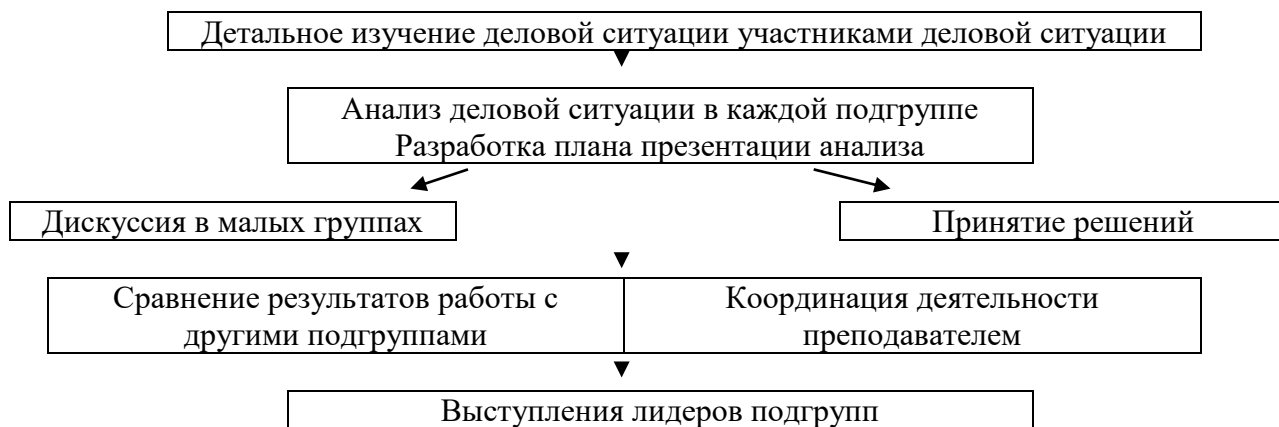 Детальное изучение деловой ситуации участниками деловой ситуации
Анализ деловой ситуации в каждой подгруппе
Разработка плана презентации анализа
Дискуссия в малых группах
Принятие решений
Сравнение результатов работы с
другими подгруппами
Координация деятельности
преподавателем
Выступления лидеров подгрупп